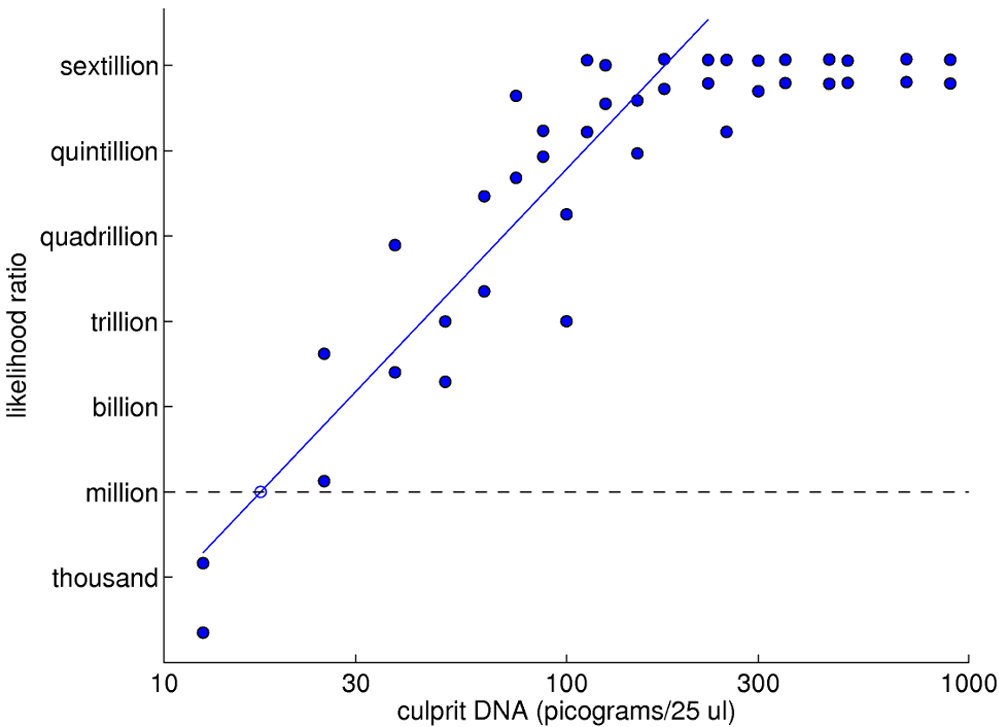 likelihood ratio
sextillion
quintillion
quadrillion
trillion
billion
million
thousand
10 30 100 300 1000
culprit DNA (picograms/25 ul)